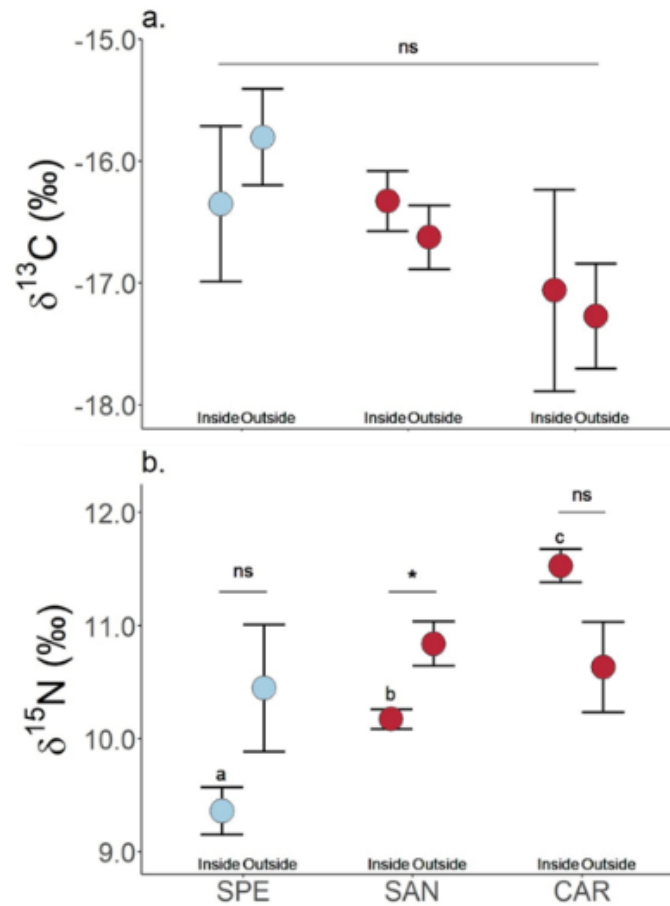 a.
-15.0
ns
-16.0
-17.0
-18.0
δ¹³C (‰)
Inside Outside Inside Outside Inside Outside
b.
12.0
ns
c
ns
*
11.0
b
10.0
a
9.0
δ¹⁵N (‰)
Inside Outside Inside Outside Inside Outside
SPE SAN CAR